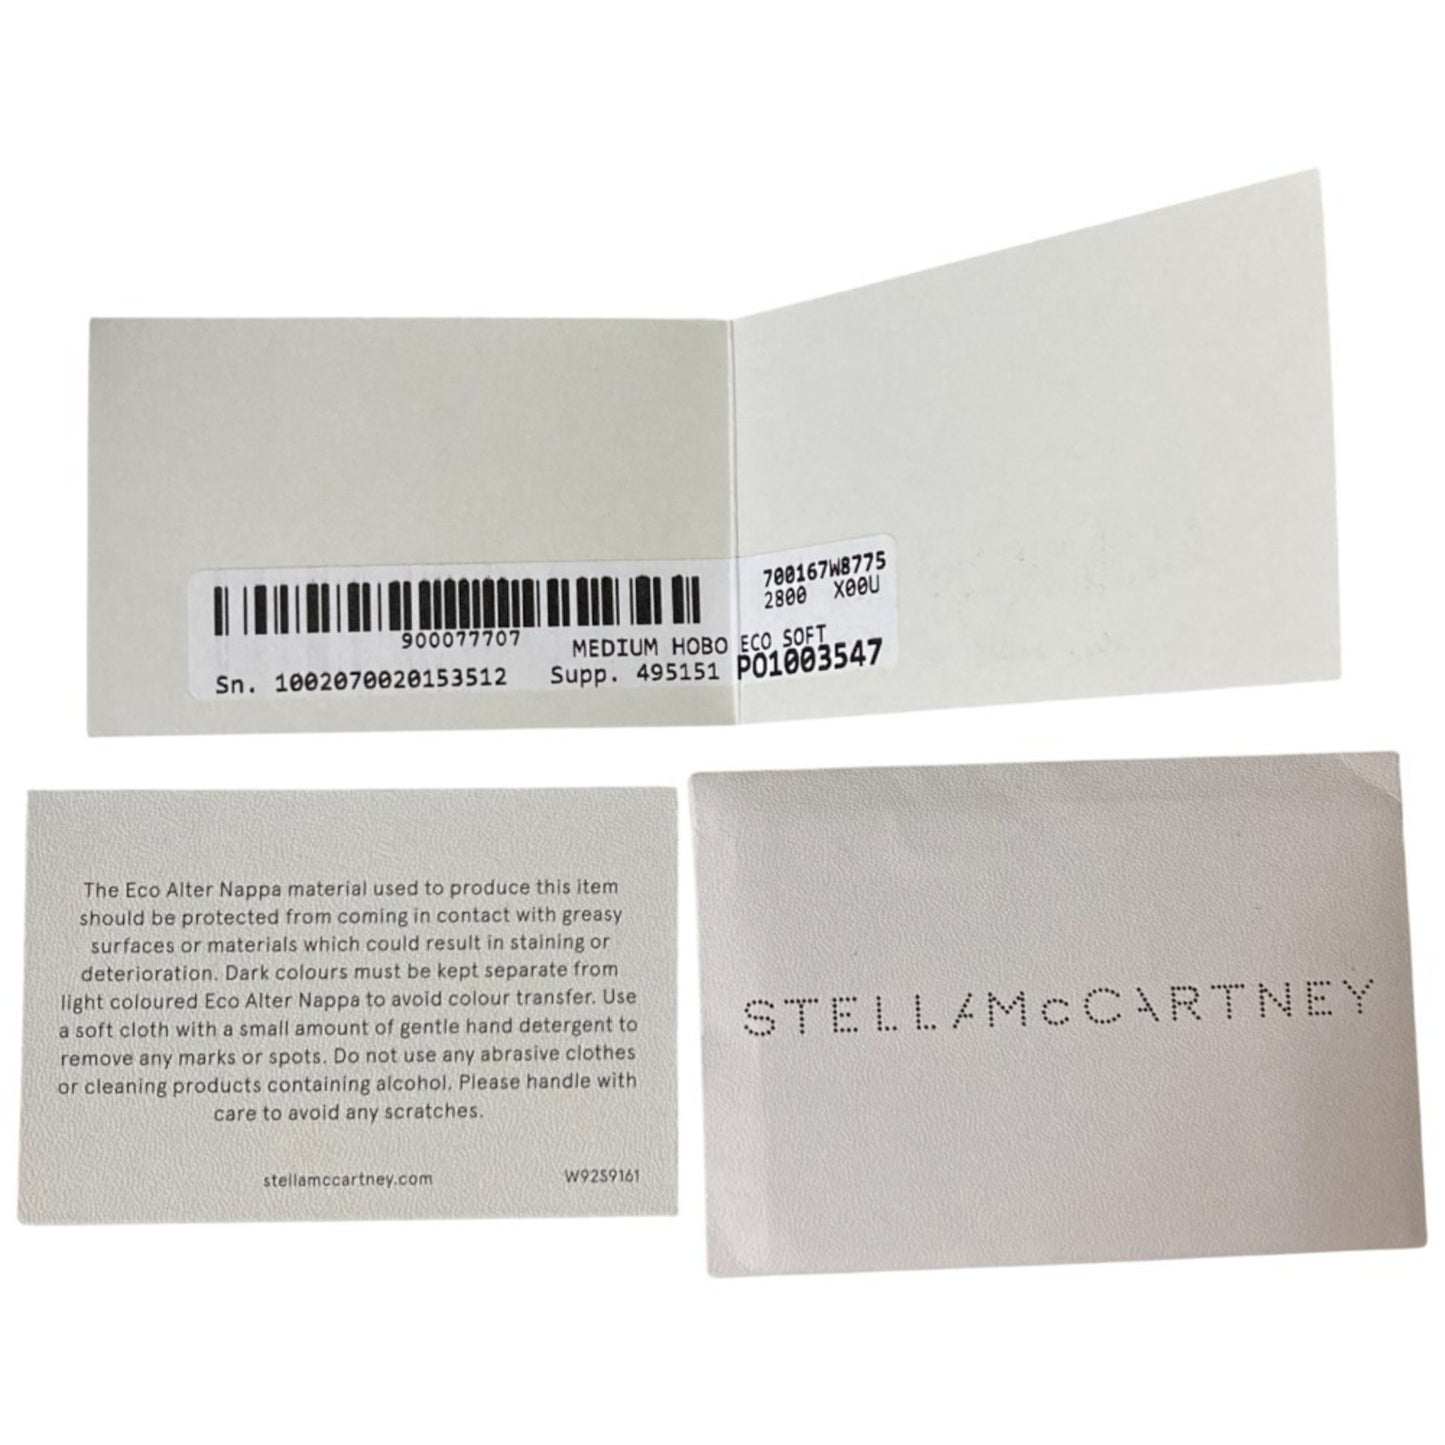 700167W8775
2800 X00U
900077707
MEDIUM HOBO ECO SOFT
Sn. 1002070020153512 Supp. 495151 PO1003547
The Eco Alter Nappa material used to produce this item
should be protected from coming in contact with greasy
surfaces or materials which could result in staining or
deterioration. Dark colours must be kept separate from
light coloured Eco Alter Nappa to avoid colour transfer. Use
a soft cloth with a small amount of gentle hand detergent to
remove any marks or spots. Do not use any abrasive clothes
or cleaning products containing alcohol. Please handle with
care to avoid any scratches.
stellamccartney.com W92S9161
STELLAMcCARTNEY